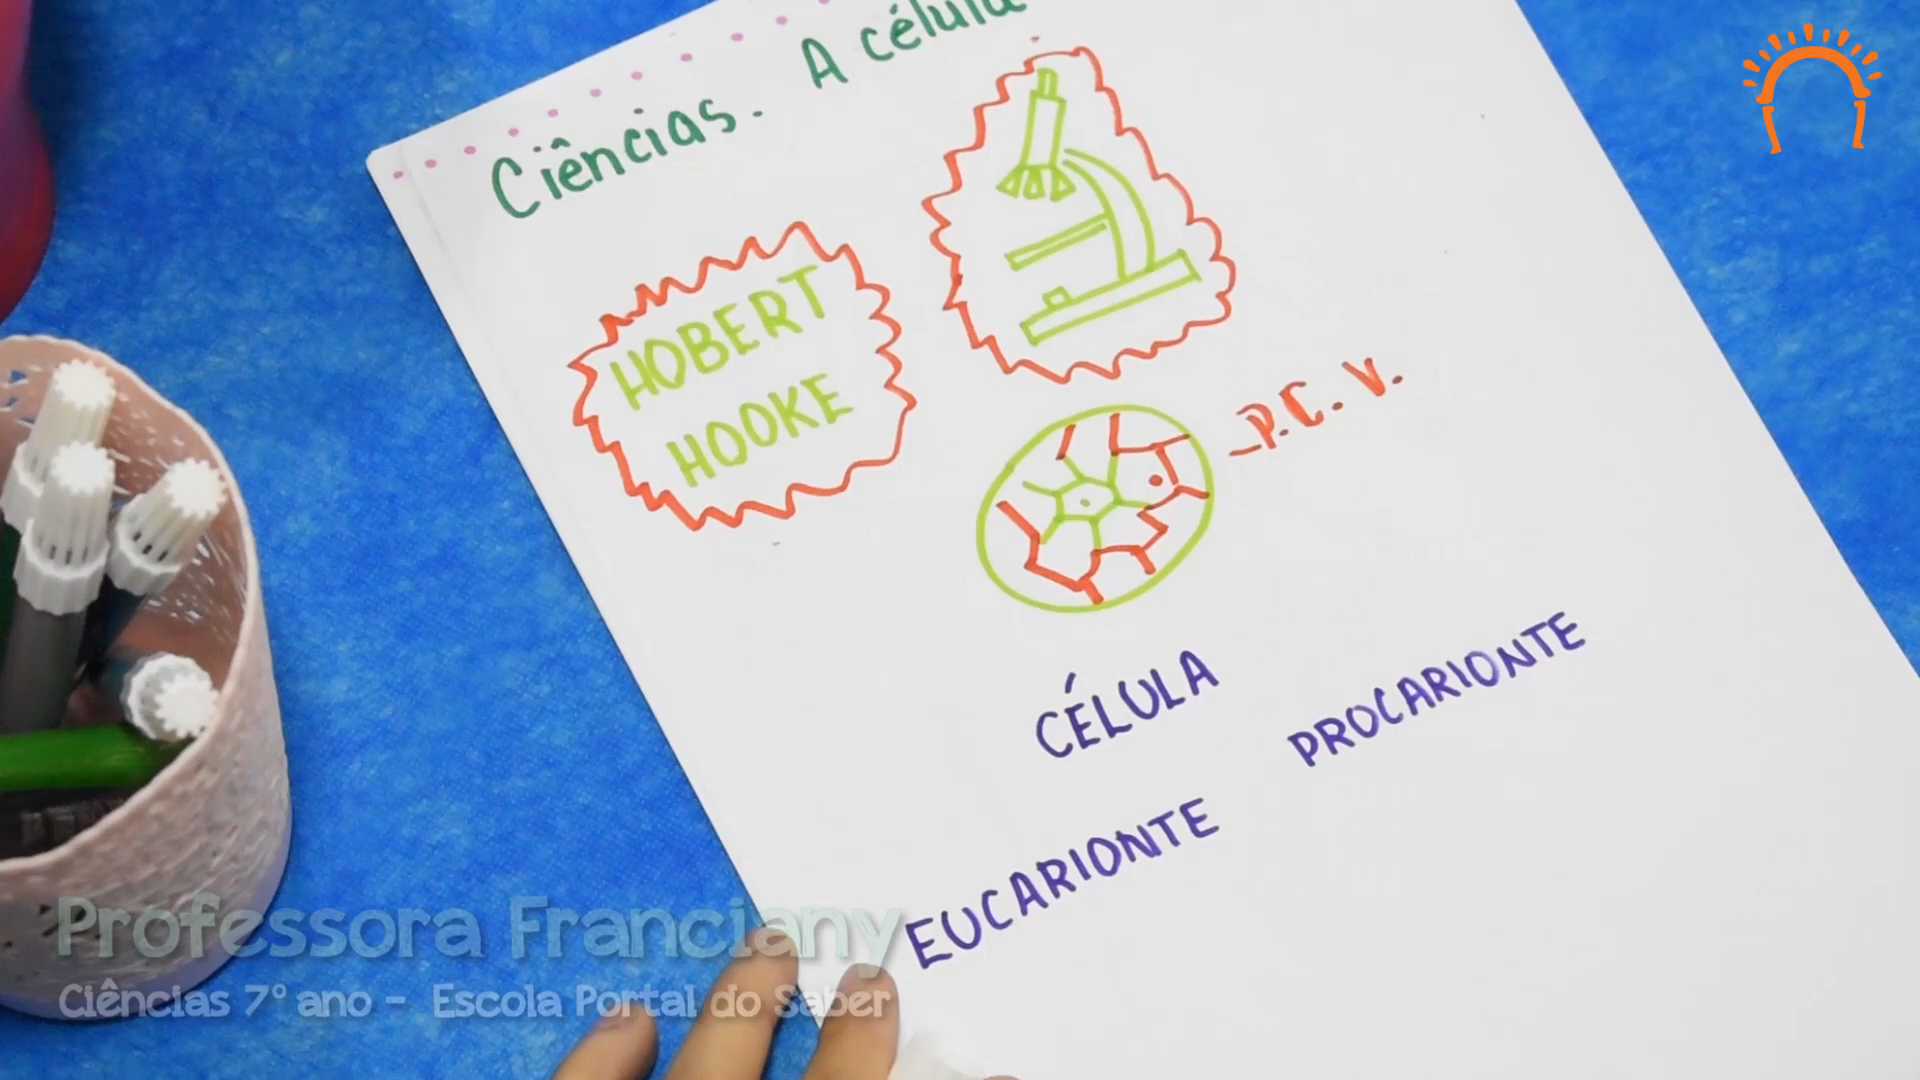 Ciências. A célula
HOBERT
HOOKE
P.C.V.
CÉLULA
PROCARIONTE
EUCARIONTE
Professora Franciany
Ciências 7º ano - Escola Portal do Saber